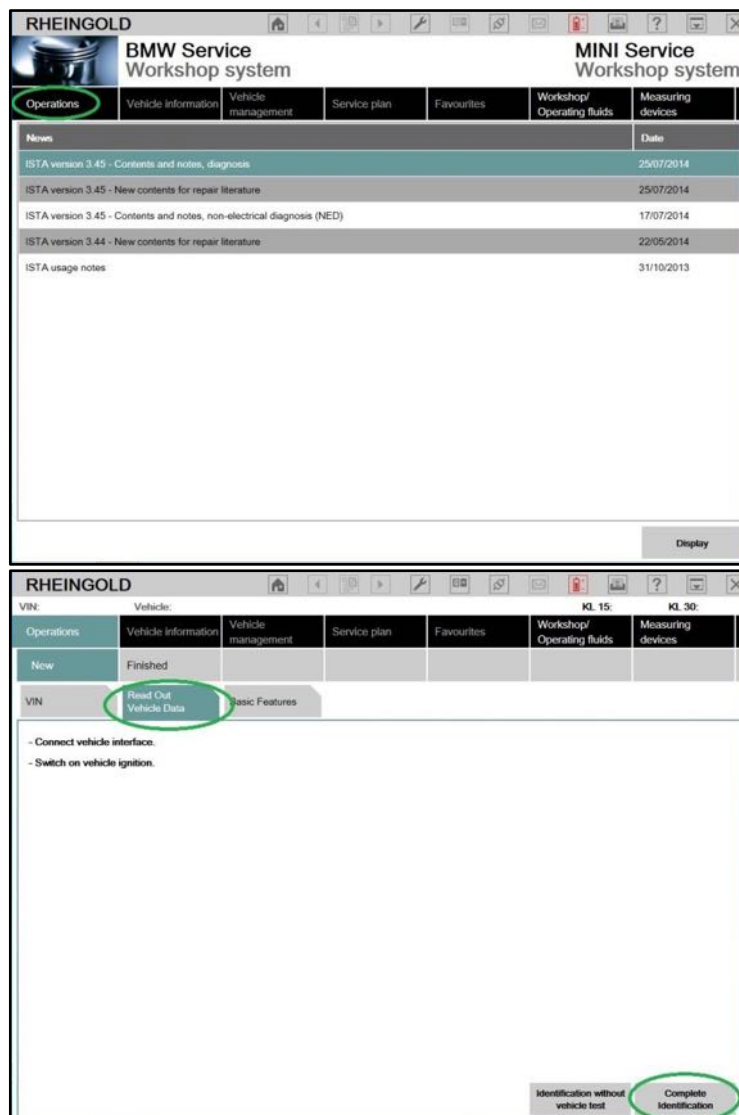 RHEINGOLD
BMW Service
Workshop system
MINI Service
Workshop system
Operations
Vehicle information
Vehicle
management
Service plan
Favourites
Workshop/
Operating fluids
Measuring
devices
News
Date
ISTA version 3.45 - Contents and notes, diagnosis
25/07/2014
ISTA version 3.45 - New contents for repair literature
25/07/2014
ISTA version 3.45 - Contents and notes, non-electrical diagnosis (NED)
17/07/2014
ISTA version 3.44 - New contents for repair literature
22/05/2014
ISTA usage notes
31/10/2013
Display
RHEINGOLD
VIN:
Vehicle:
KL 15:
KL 30:
Operations
Vehicle information
Vehicle
management
Service plan
Favourites
Workshop/
Operating fluids
Measuring
devices
New
Finished
VIN
Read Out
Vehicle Data
Basic Features
- Connect vehicle interface.
- Switch on vehicle ignition.
Identification without
vehicle test
Complete
Identification